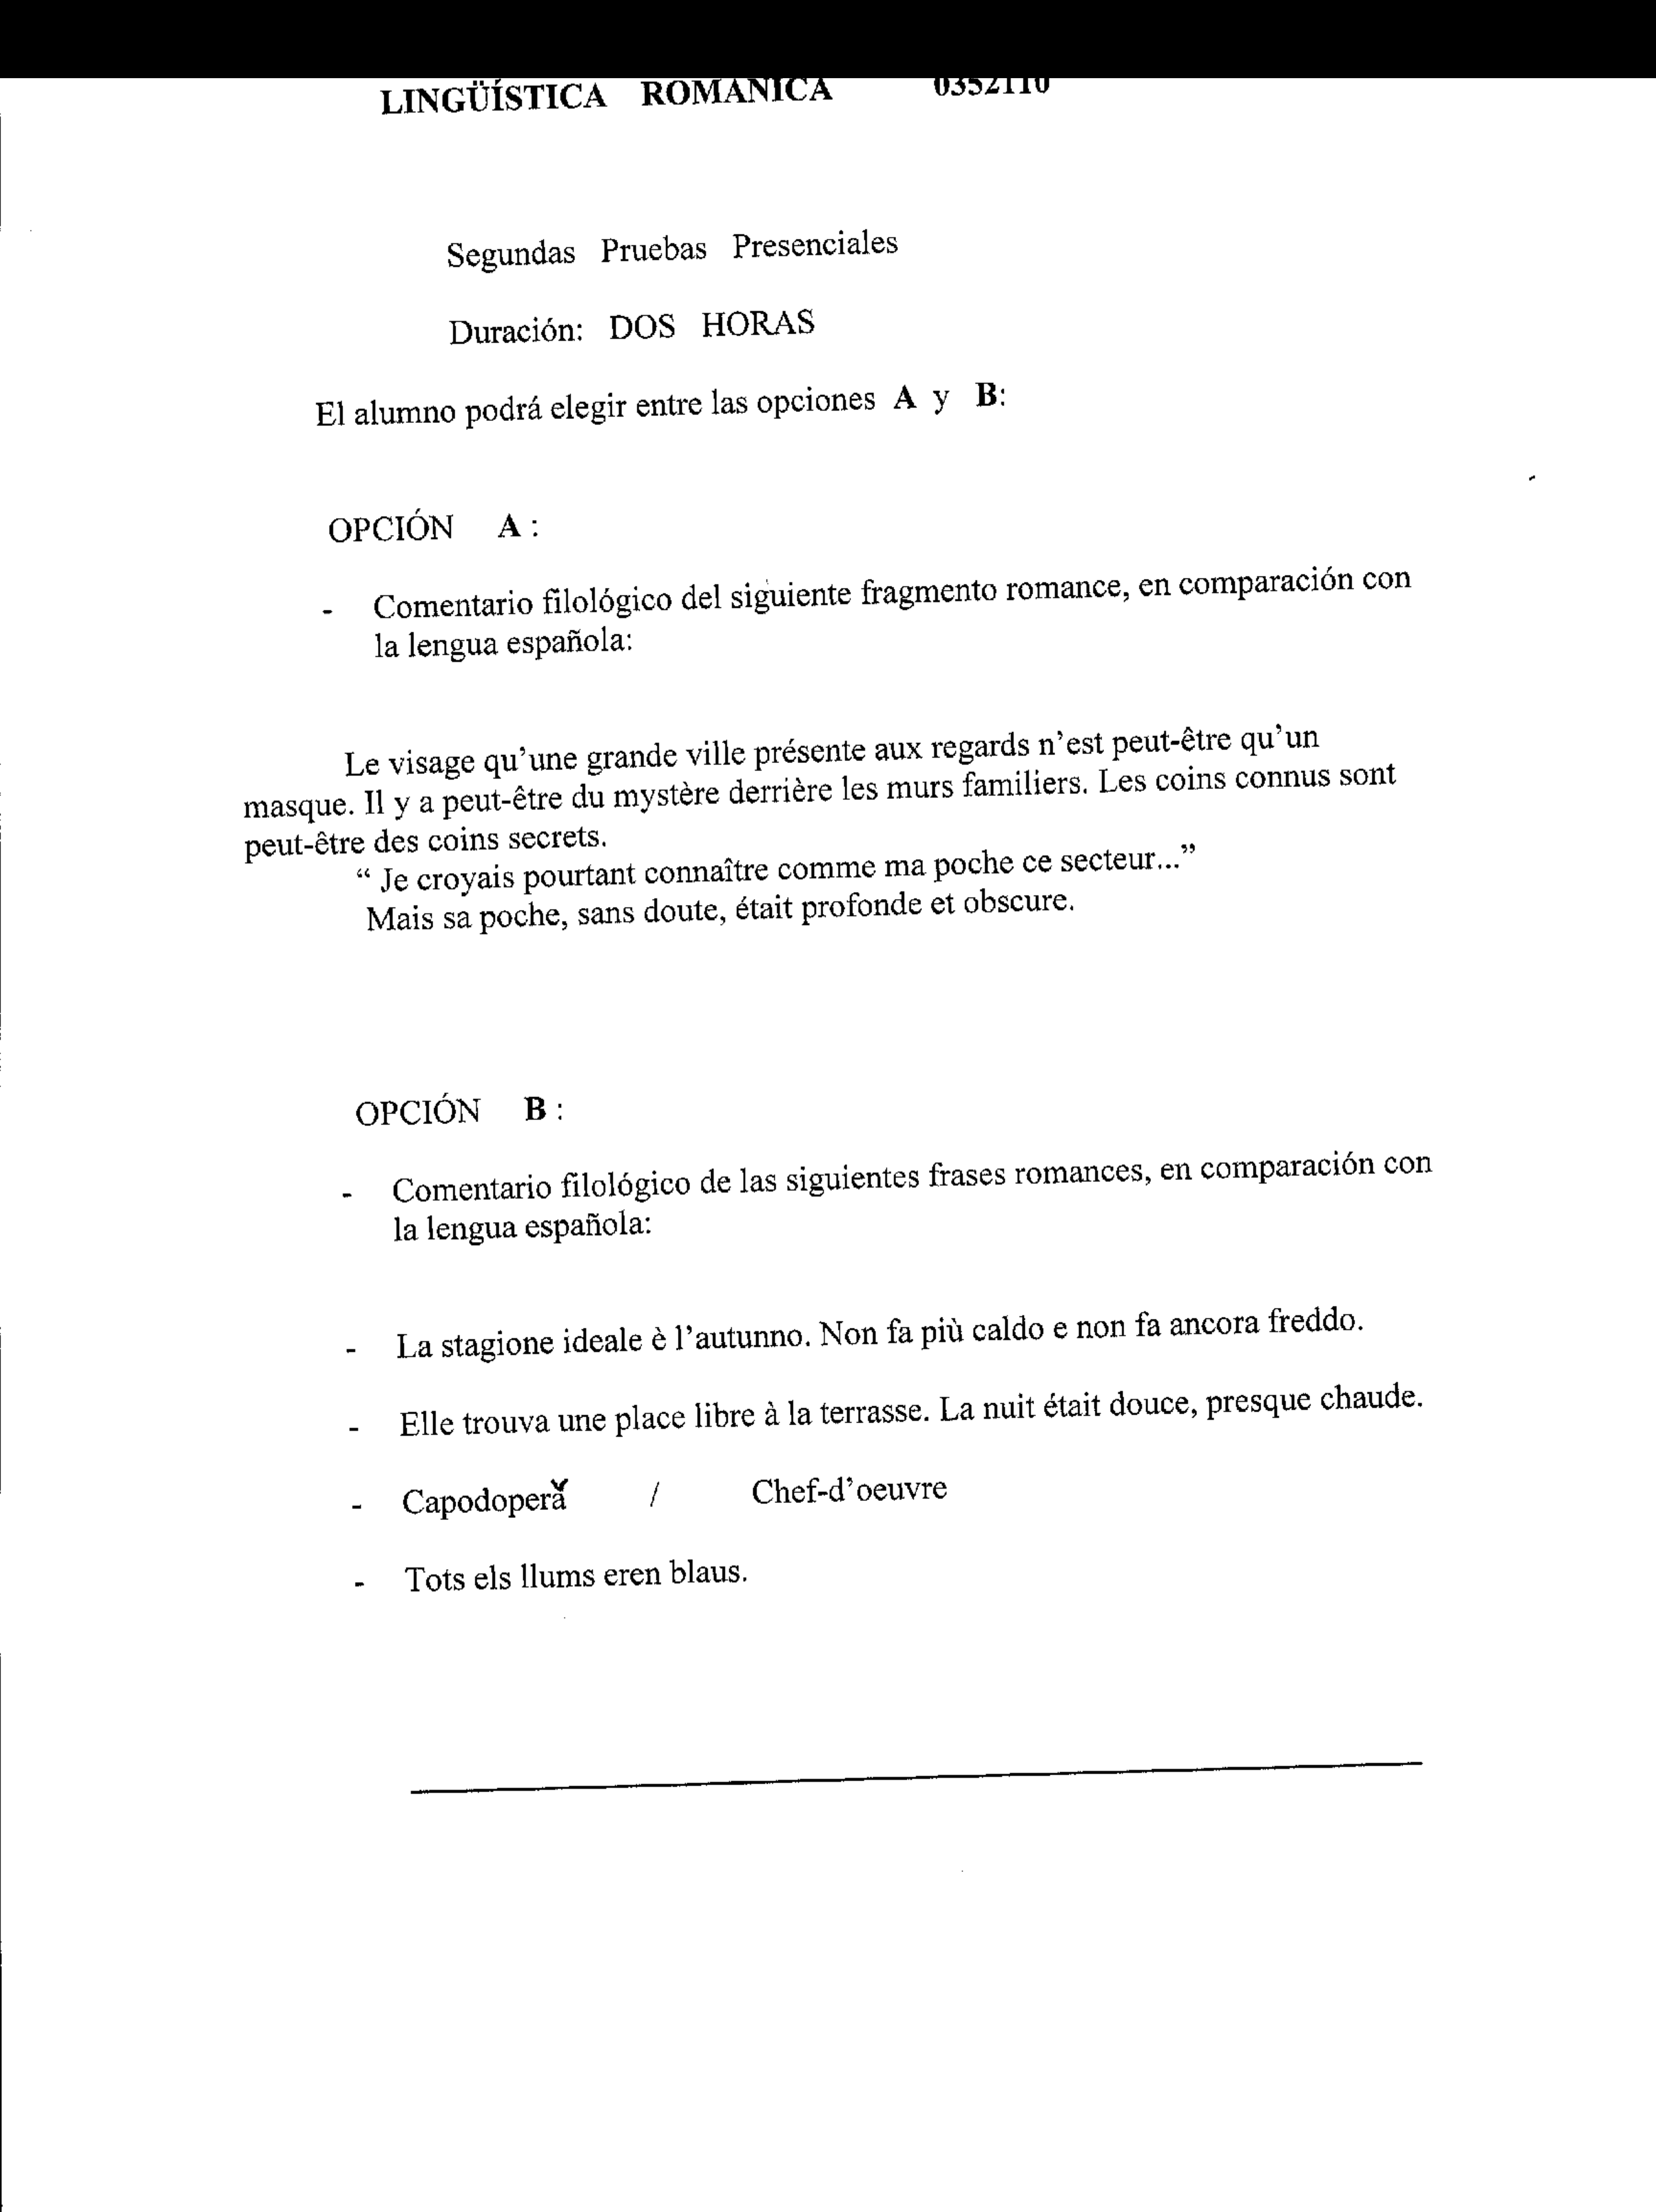 LINGÜÍSTICA ROMANICA 0352110
Segundas Pruebas Presenciales
Duración: DOS HORAS
El alumno podrá elegir entre las opciones A y B:
OPCIÓN A :
- Comentario filológico del siguiente fragmento romance, en comparación con
la lengua española:
Le visage qu'une grande ville présente aux regards n'est peut-être qu'un
masque. Il y a peut-être du mystère derrière les murs familiers. Les coins connus sont
peut-être des coins secrets.
“ Je croyais pourtant connaître comme ma poche ce secteur...”
Mais sa poche, sans doute, était profonde et obscure.
OPCIÓN B :
- Comentario filológico de las siguientes frases romances, en comparación con
la lengua española:
- La stagione ideale è l'autunno. Non fa più caldo e non fa ancora freddo.
- Elle trouva une place libre à la terrasse. La nuit était douce, presque chaude.
- Capodoperă / Chef-d'oeuvre
- Tots els llums eren blaus.